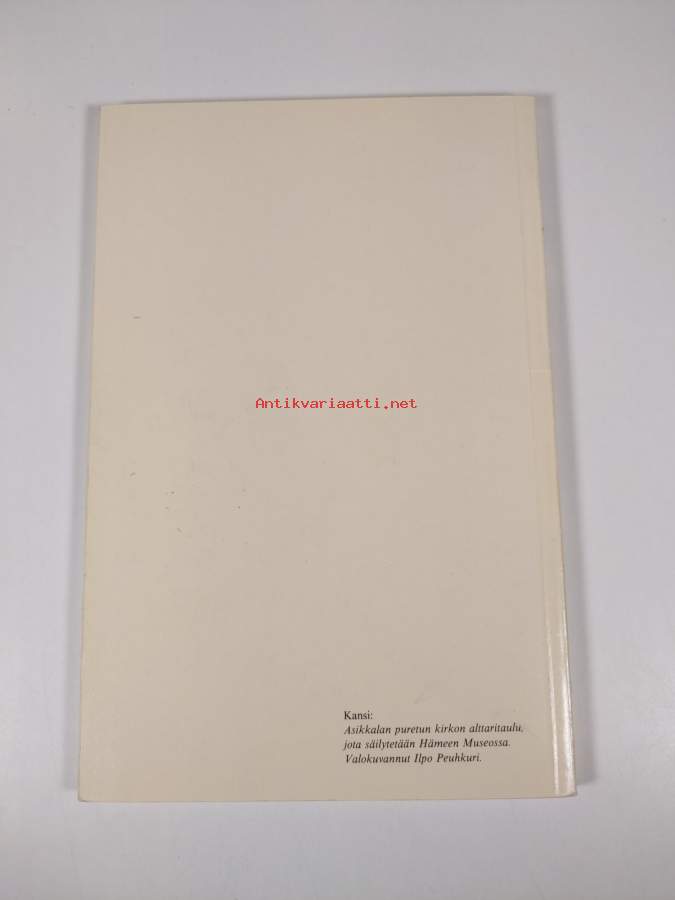 Antikvariaatti.net
Kansi:
Asikkalan puretun kirkon alttaritaulu,
jota säilytetään Hämeen Museossa.
Valokuvannut Ilpo Peuhkuri.